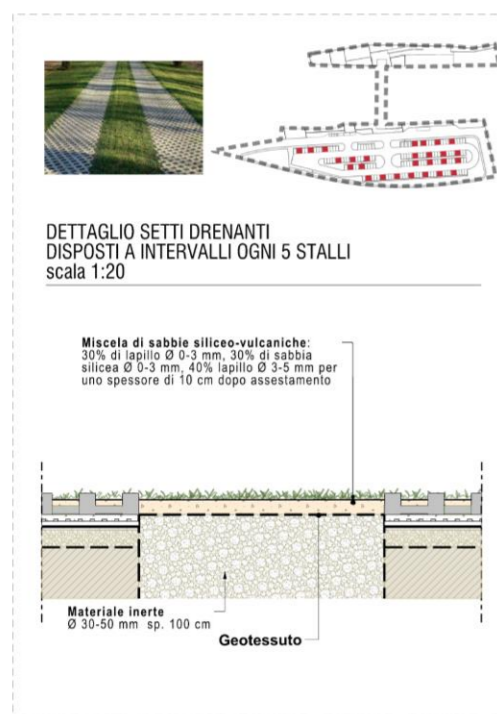 DETTAGLIO SETTI DRENANTI
DISPOSTI A INTERVALLI OGNI 5 STALLI
scala 1:20
Miscela di sabbie siliceo-vulcaniche:
30% di lapillo Ø 0-3 mm, 30% di sabbia
silicea Ø 0-3 mm, 40% lapillo Ø 3-5 mm per
uno spessore di 10 cm dopo assestamento
Materiale inerte
Ø 30-50 mm sp. 100 cm
Geotessuto